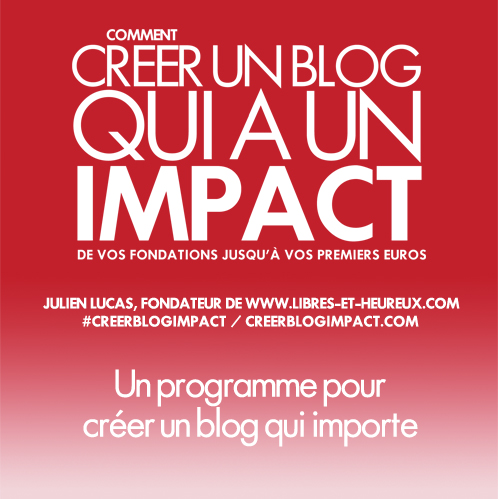 COMMENT
CREER UN BLOG
QUI A UN
IMPACT
DE VOS FONDATIONS JUSQU'À VOS PREMIERS EUROS
JULIEN LUCAS, FONDATEUR DE WWW.LIBRES-ET-HEUREUX.COM
#CREERBLOGIMPACT / CREERBLOGIMPACT.COM
Un programme pour
créer un blog qui importe